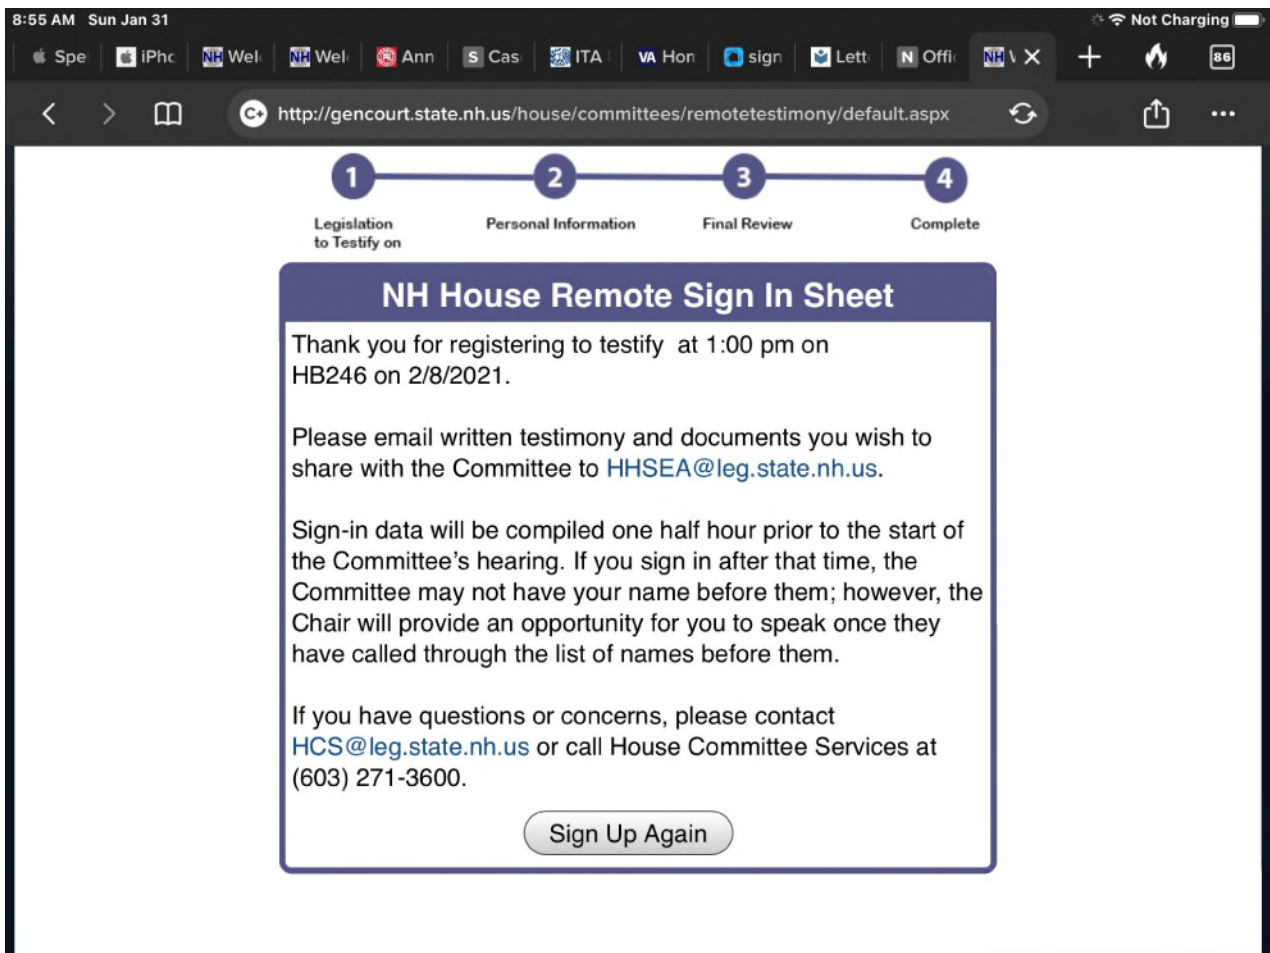 8:55 AM Sun Jan 31
Not Charging
Spe
iPhc
NH Wel
NH Wel
Ann
S Cas
ITA
VA Hon
sign
Lett
N Offi
NH
86
C+ http://gencourt.state.nh.us/house/committees/remotetestimony/default.aspx
1 2 3 4
Legislation
to Testify on
Personal Information
Final Review
Complete
NH House Remote Sign In Sheet
Thank you for registering to testify at 1:00 pm on
HB246 on 2/8/2021.
Please email written testimony and documents you wish to
share with the Committee to HHSEA@leg.state.nh.us.
Sign-in data will be compiled one half hour prior to the start of
the Committee's hearing. If you sign in after that time, the
Committee may not have your name before them; however, the
Chair will provide an opportunity for you to speak once they
have called through the list of names before them.
If you have questions or concerns, please contact
HCS@leg.state.nh.us or call House Committee Services at
(603) 271-3600.
Sign Up Again